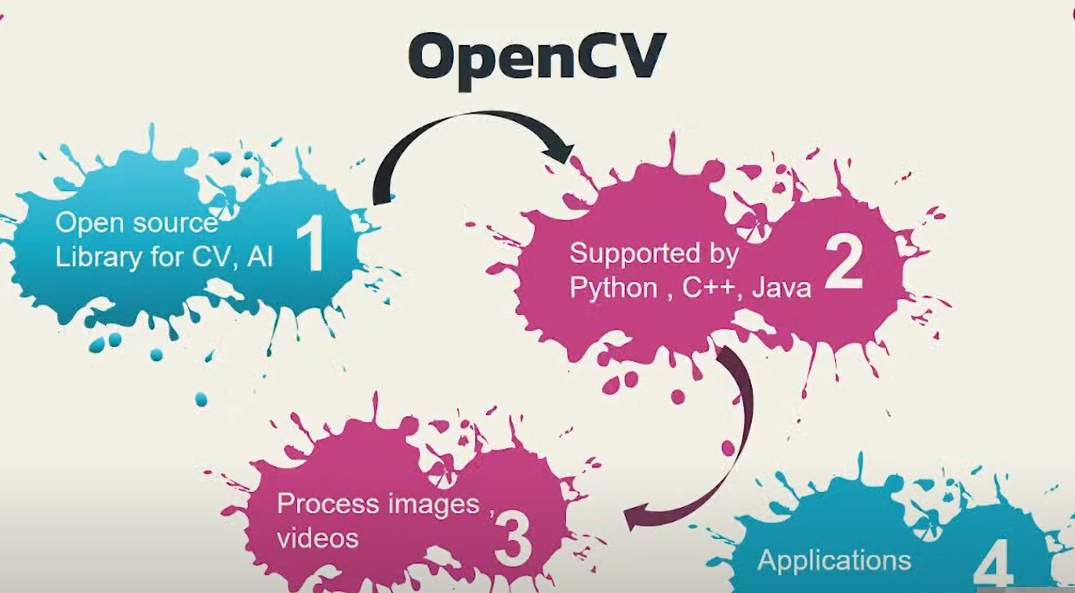 OpenCV
Open source
Library for CV, AI
1
Supported by
Python , C++, Java
2
Process images ,
videos
3
Applications
4